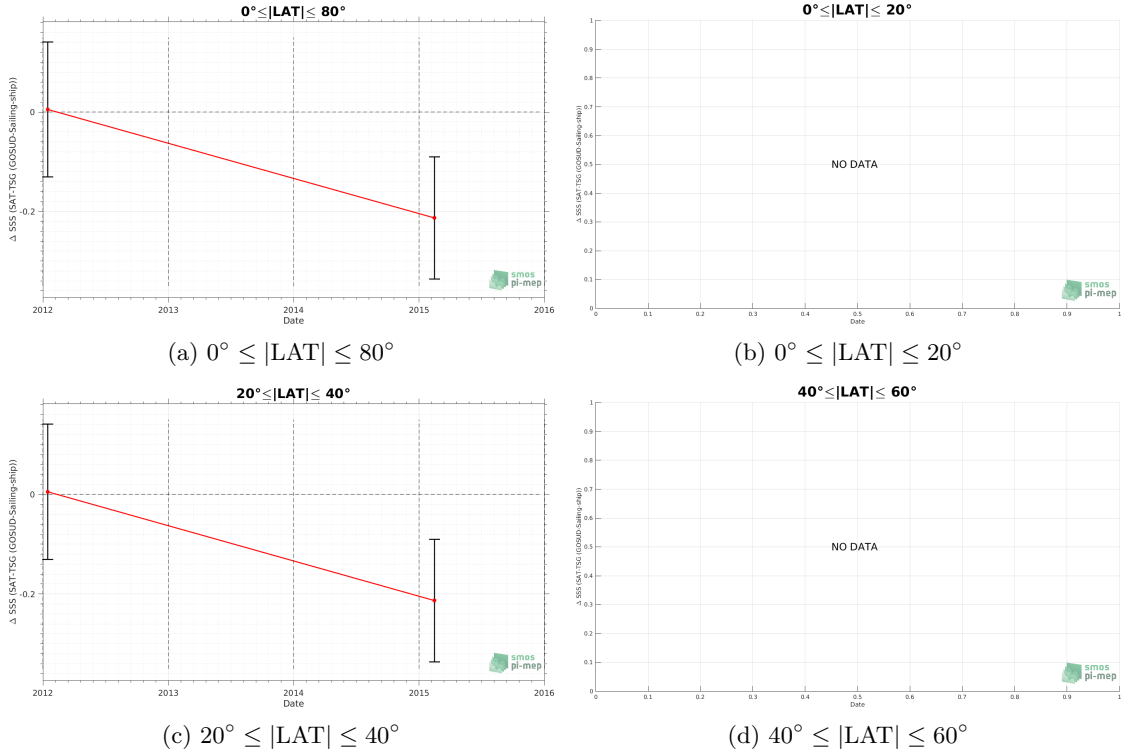 0°≤|LAT|≤ 80°
Δ SSS (SAT-TSG (GOSUD-Sailing-ship))
0
-0.2
2012 2013 2014 2015 2016
Date
smos
pi-mep
(a) 0° ≤ |LAT| ≤ 80°
0°≤|LAT|≤ 20°
Δ SSS (SAT-TSG (GOSUD-Sailing-ship))
1
0.9
0.8
0.7
0.6
0.5
0.4
0.3
0.2
0.1
0
NO DATA
0 0.1 0.2 0.3 0.4 0.5 0.6 0.7 0.8 0.9 1
Date
smos
pi-mep
(b) 0° ≤ |LAT| ≤ 20°
20°≤|LAT|≤ 40°
Δ SSS (SAT-TSG (GOSUD-Sailing-ship))
0
-0.2
2012 2013 2014 2015 2016
Date
smos
pi-mep
(c) 20° ≤ |LAT| ≤ 40°
40°≤|LAT|≤ 60°
Δ SSS (SAT-TSG (GOSUD-Sailing-ship))
1
0.9
0.8
0.7
0.6
0.5
0.4
0.3
0.2
0.1
0
NO DATA
0 0.1 0.2 0.3 0.4 0.5 0.6 0.7 0.8 0.9 1
Date
smos
pi-mep
(d) 40° ≤ |LAT| ≤ 60°